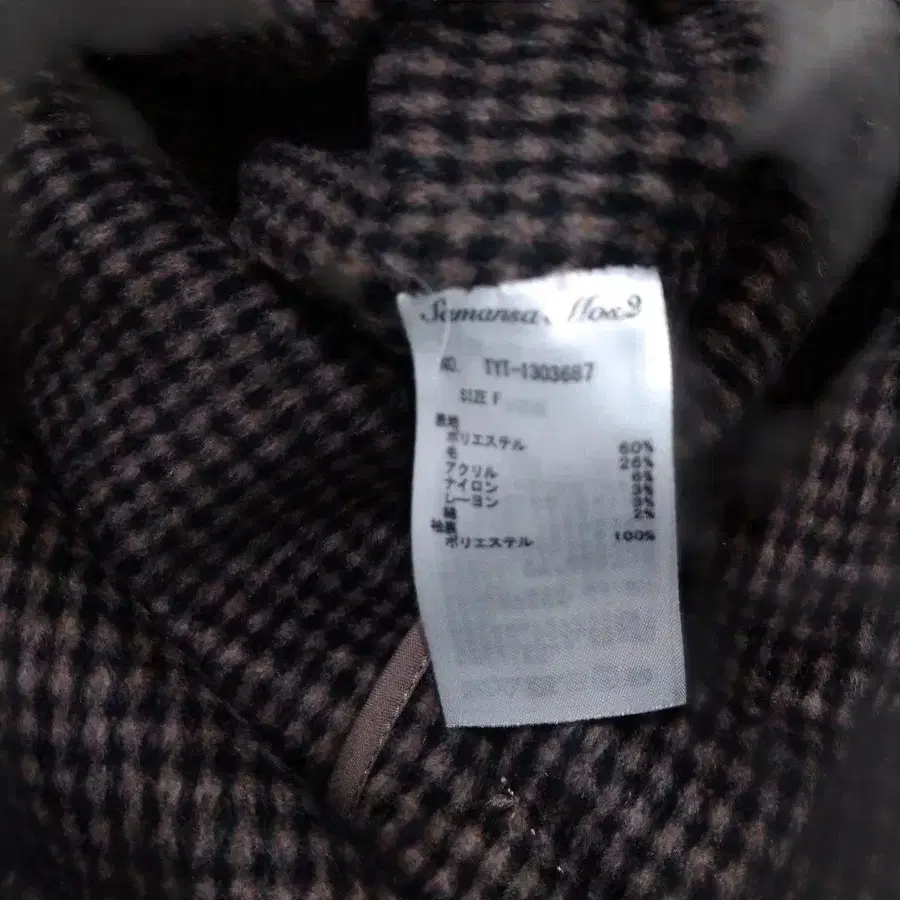 Samansa Mos2
NO. TYT-1303687
SIZE F
表地
ポリエステル 60%
モ 26%
アクリル 6%
ナイロン 3%
レーヨン 3%
綿 2%
袖裏
ポリエステル 100%